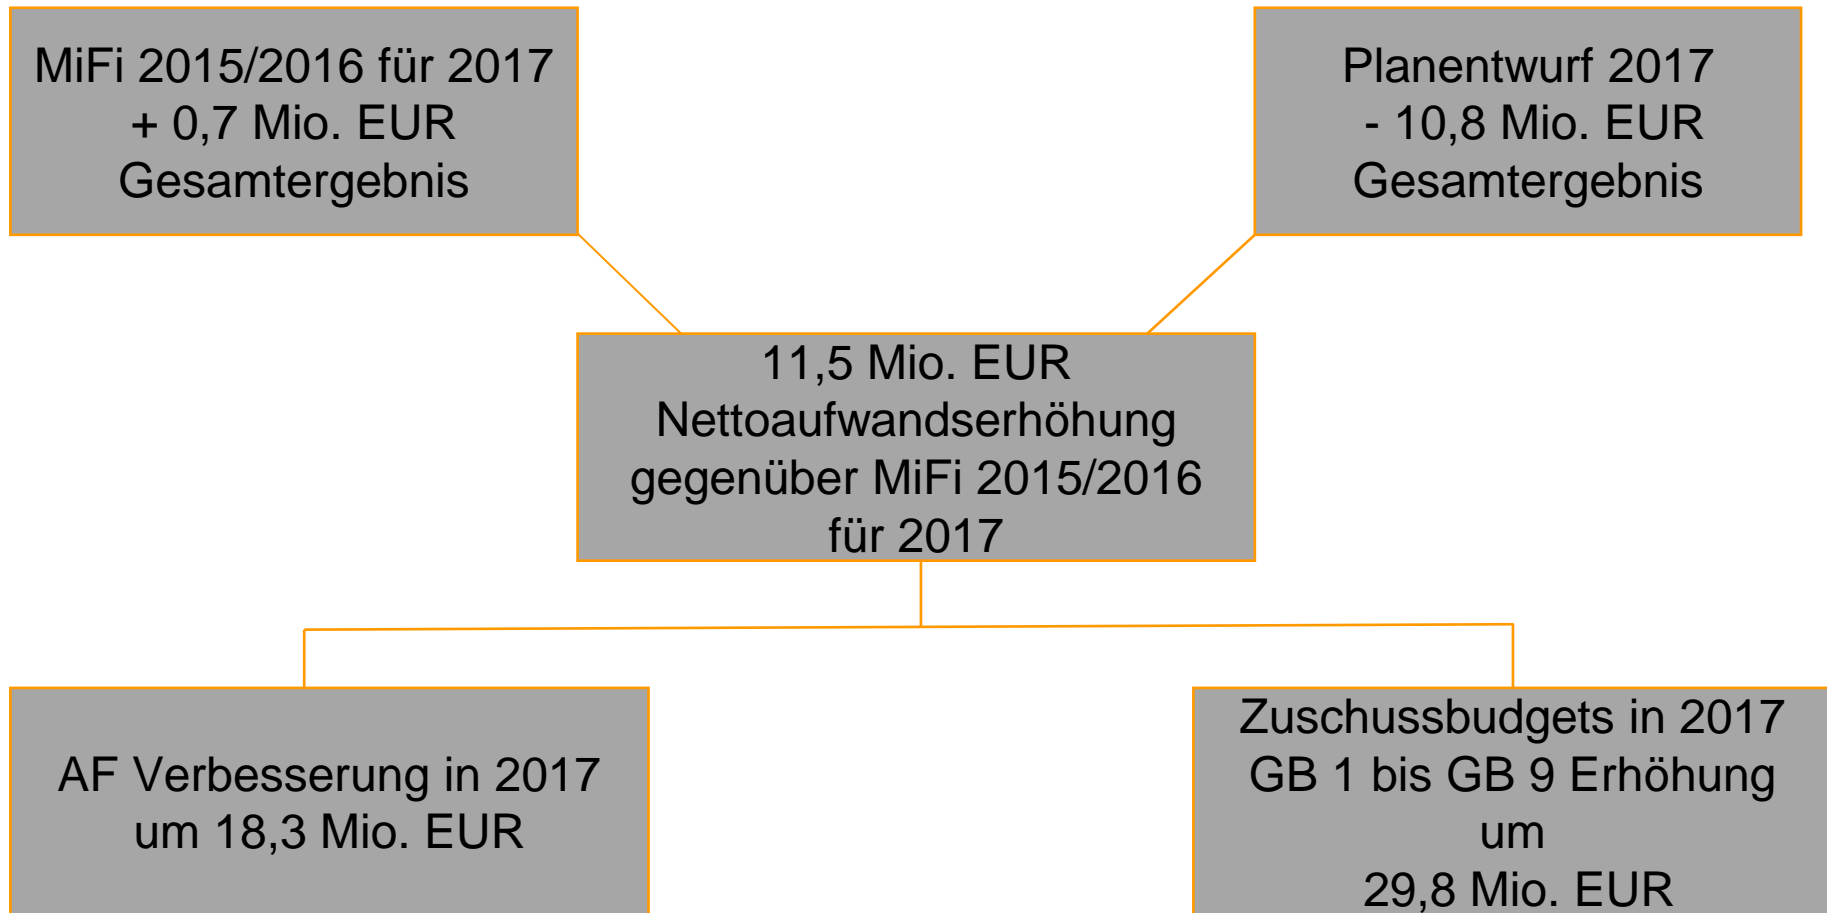 MiFi 2015/2016 für 2017
+ 0,7 Mio. EUR
Gesamtergebnis
Planentwurf 2017
- 10,8 Mio. EUR
Gesamtergebnis
11,5 Mio. EUR
Nettoaufwandserhöhung
gegenüber MiFi 2015/2016
für 2017
AF Verbesserung in 2017
um 18,3 Mio. EUR
Zuschussbudgets in 2017
GB 1 bis GB 9 Erhöhung
um
29,8 Mio. EUR